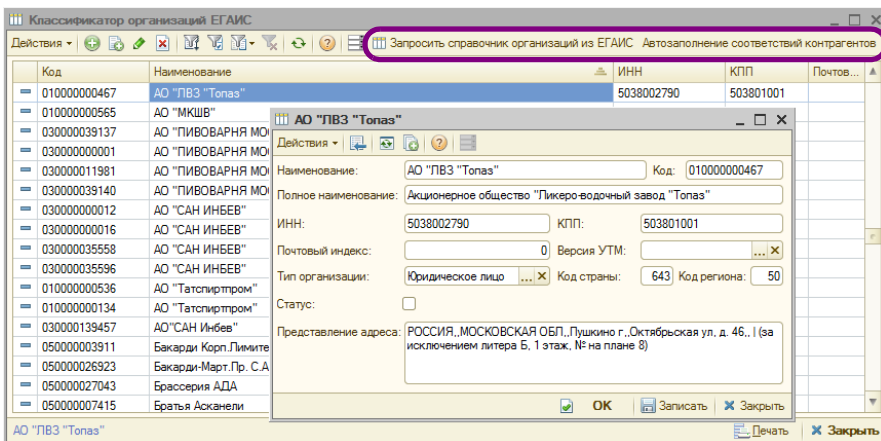 Классификатор организаций ЕГАИС
Действия Запросить справочник организаций из ЕГАИС Автозаполнение соответствий контрагентов
Код Наименование ИНН КПП Почтов...
010000000467 АО "ЛВЗ "Топаз" 5038002790 503801001
010000000565 АО "МКШВ"
030000039137 АО "ПИВОВАРНЯ МО
030000000001 АО "ПИВОВАРНЯ МО
030000011981 АО "ПИВОВАРНЯ МО
030000039140 АО "ПИВОВАРНЯ МО
030000000012 АО "САН ИНБЕВ"
030000000016 АО "САН ИНБЕВ"
030000035558 АО "САН ИНБЕВ"
030000035596 АО "САН ИНБЕВ"
010000000536 АО "Татспиртпром"
010000000134 АО "Татспиртпром"
030000139457 АО"САН Инбев"
050000003911 Бакарди Корп.Лимите
050000026923 Бакарди-Март.Пр. С.А
050000027043 Брассерия АДА
050000007415 Братья Асканели
АО "ЛВЗ "Топаз"
Действия
Наименование: АО "ЛВЗ "Топаз" Код: 010000000467
Полное наименование: Акционерное общество "Ликеро-водочный завод "Топаз"
ИНН: 5038002790 КПП: 503801001
Почтовый индекс: 0 Версия УТМ: ...
Тип организации: Юридическое лицо ... Код страны: 643 Код региона: 50
Статус:
Представление адреса: РОССИЯ,,МОСКОВСКАЯ ОБЛ,,Пушкино г,,Октябрьская ул, д. 46,, | (за
исключением литера Б, 1 этаж, № на плане 8)
ОК Записать Закрыть
АО "ЛВЗ "Топаз" Печать Закрыть